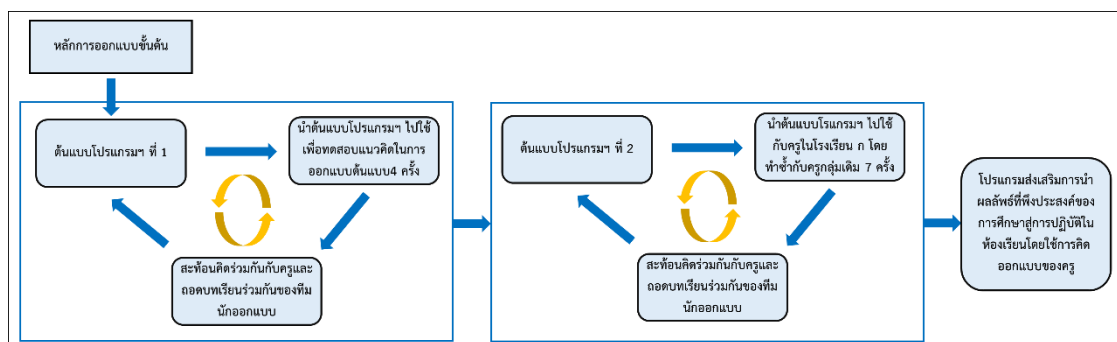 หลักการออกแบบขั้นต้น
ต้นแบบโปรแกรมฯ ที่ 1
นำต้นแบบโปรแกรมฯ ไปใช้
เพื่อทดสอบแนวคิดในการ
ออกแบบต้นแบบ4 ครั้ง
สะท้อนคิดร่วมกันกับครูและ
ถอดบทเรียนร่วมกันของทีม
นักออกแบบ
ต้นแบบโปรแกรมฯ ที่ 2
นำต้นแบบโรแกรมฯ ไปใช้
กับครูในโรงเรียน ก โดย
ทำซ้ำกับครูกลุ่มเดิม 7 ครั้ง
สะท้อนคิดร่วมกันกับครูและ
ถอดบทเรียนร่วมกันของทีม
นักออกแบบ
โปรแกรมส่งเสริมการนำ
ผลลัพธ์ที่พึงประสงค์ของ
การศึกษาสู่การปฏิบัติใน
ห้องเรียนโดยใช้การคิด
ออกแบบของครู